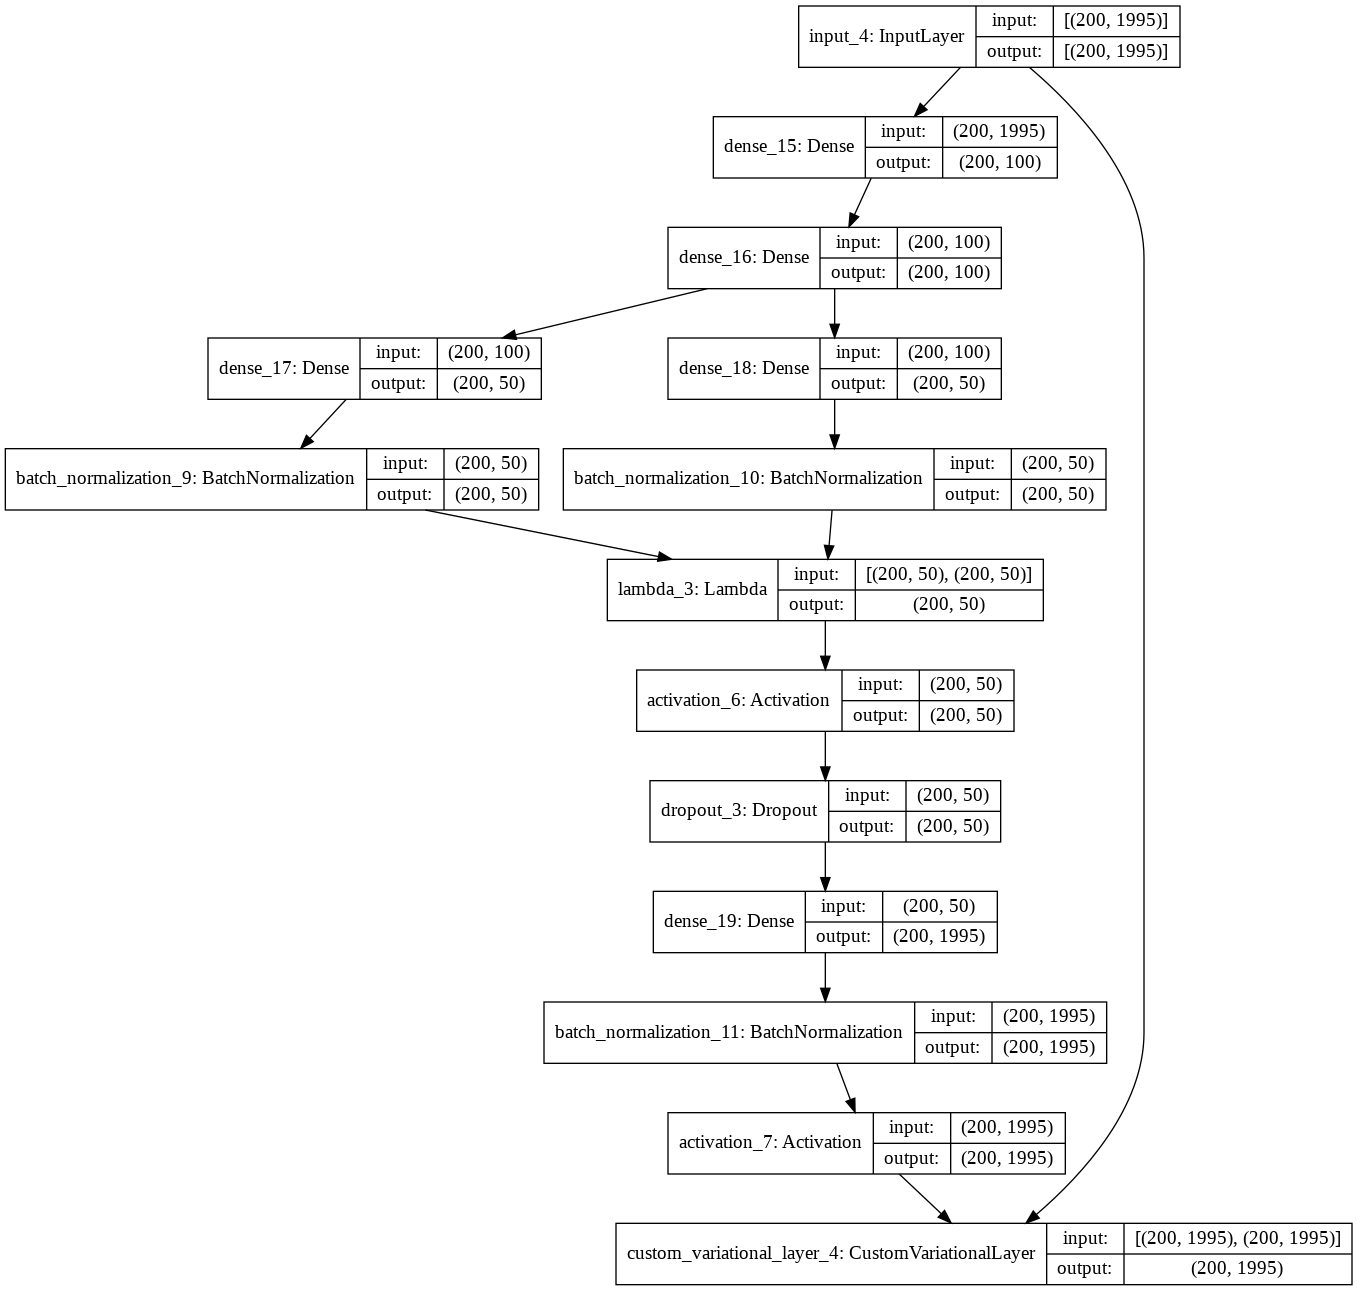 input_4: InputLayer
input: [(200, 1995)]
output: [(200, 1995)]
dense_15: Dense
input: (200, 1995)
output: (200, 100)
dense_16: Dense
input: (200, 100)
output: (200, 100)
dense_17: Dense
input: (200, 100)
output: (200, 50)
dense_18: Dense
input: (200, 100)
output: (200, 50)
batch_normalization_9: BatchNormalization
input: (200, 50)
output: (200, 50)
batch_normalization_10: BatchNormalization
input: (200, 50)
output: (200, 50)
lambda_3: Lambda
input: [(200, 50), (200, 50)]
output: (200, 50)
activation_6: Activation
input: (200, 50)
output: (200, 50)
dropout_3: Dropout
input: (200, 50)
output: (200, 50)
dense_19: Dense
input: (200, 50)
output: (200, 1995)
batch_normalization_11: BatchNormalization
input: (200, 1995)
output: (200, 1995)
activation_7: Activation
input: (200, 1995)
output: (200, 1995)
custom_variational_layer_4: CustomVariationalLayer
input: [(200, 1995), (200, 1995)]
output: (200, 1995)